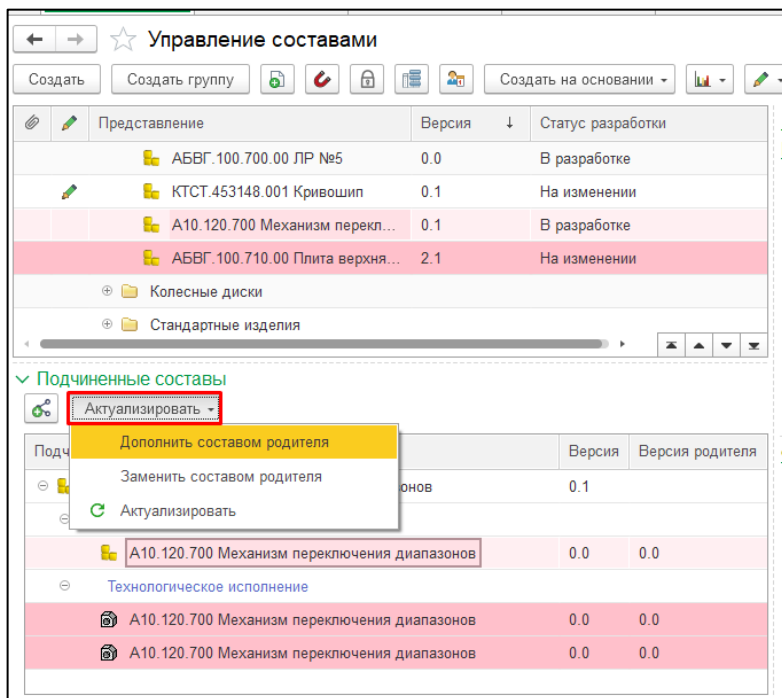 Управление составами
Создать Создать группу Создать на основании
Представление Версия ↓ Статус разработки
АБВГ.100.700.00 ЛР №5 0.0 В разработке
КТСТ.453148.001 Кривошип 0.1 На изменении
А10.120.700 Механизм перекл... 0.1 В разработке
АБВГ.100.710.00 Плита верхня... 2.1 На изменении
Колесные диски
Стандартные изделия
Подчиненные составы
Актуализировать
Дополнить составом родителя
Подч Версия Версия родителя
Заменить составом родителя
онов 0.1
Актуализировать
А10.120.700 Механизм переключения диапазонов 0.0 0.0
Технологическое исполнение
А10.120.700 Механизм переключения диапазонов 0.0 0.0
А10.120.700 Механизм переключения диапазонов 0.0 0.0